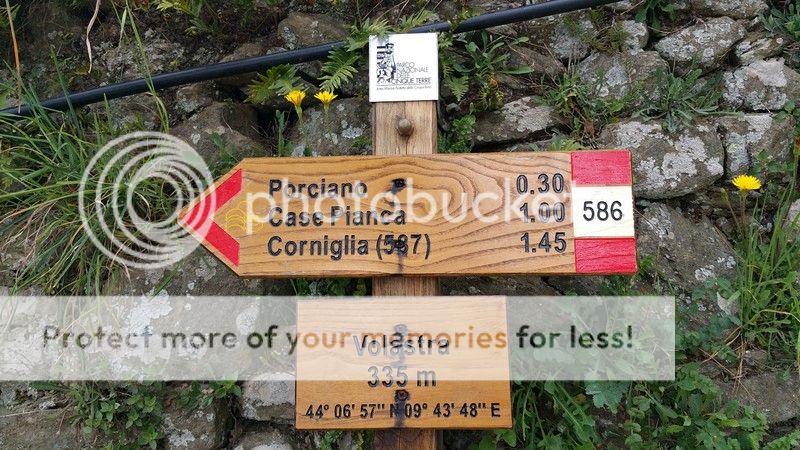 PARCO
NAZIONALE
DELLE
CINQUE TERRE
Porciano 0.30
Case Pianca 1.00
Corniglia (587) 1.45
586
photobucket
Protect more of your memories for less!
Volastra
335 m
44° 06' 57'' N 09° 43' 48'' E